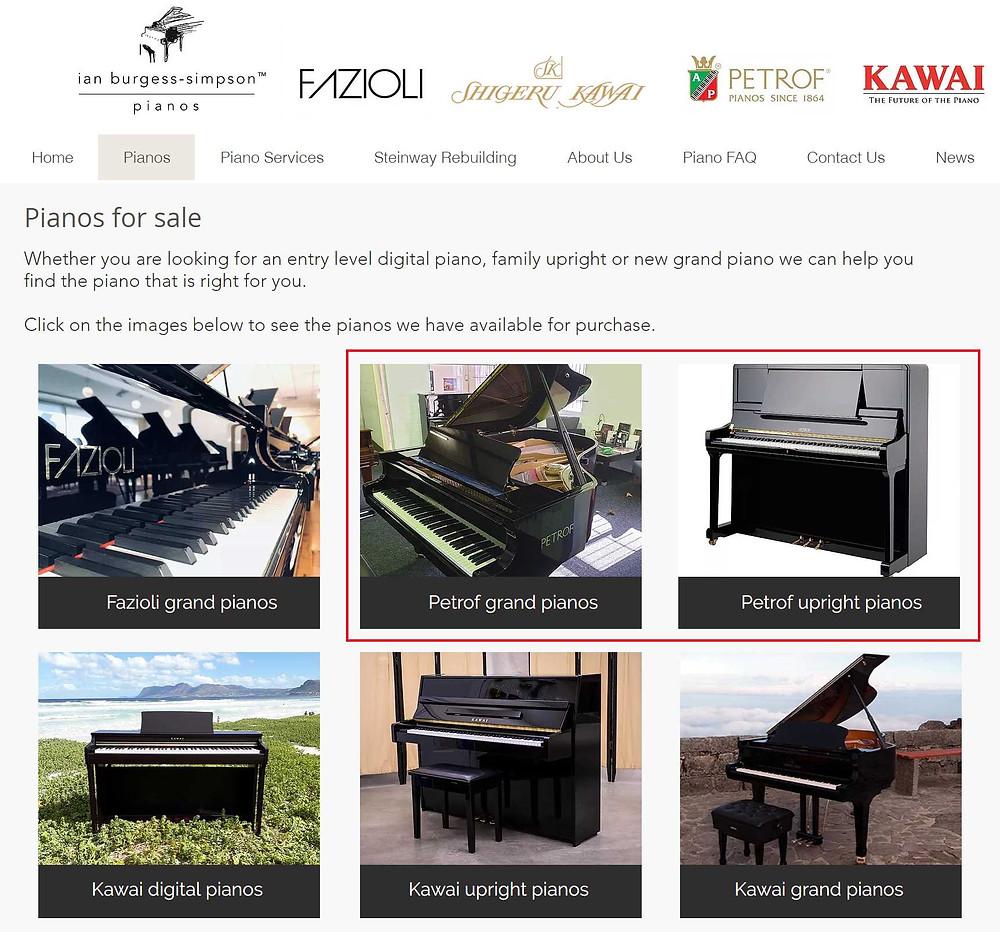 ian burgess-simpson™
pianos
FAZIOLI
SK
SHIGERU KAWAI
AP
PETROF®
PIANOS SINCE 1864
KAWAI
THE FUTURE OF THE PIANO
Home
Pianos
Piano Services
Steinway Rebuilding
About Us
Piano FAQ
Contact Us
News
Pianos for sale
Whether you are looking for an entry level digital piano, family upright or new grand piano we can help you
find the piano that is right for you.
Click on the images below to see the pianos we have available for purchase.
FAZIOLI
PETROF
Fazioli grand pianos
Petrof grand pianos
Petrof upright pianos
KAWAI
KAWAI
Kawai digital pianos
Kawai upright pianos
Kawai grand pianos